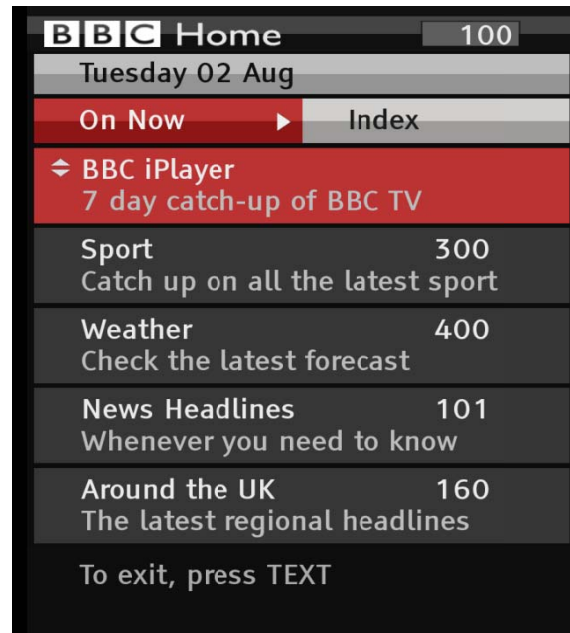 BBC Home 100
Tuesday 02 Aug
On Now Index
BBC iPlayer
7 day catch-up of BBC TV
Sport 300
Catch up on all the latest sport
Weather 400
Check the latest forecast
News Headlines 101
Whenever you need to know
Around the UK 160
The latest regional headlines
To exit, press TEXT